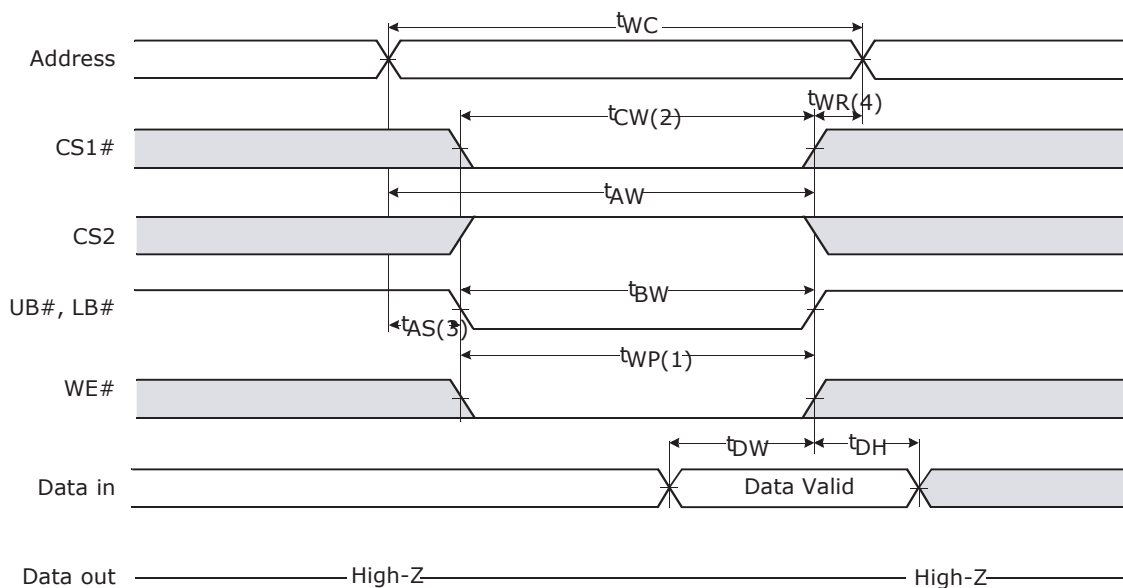 tWC
Address
tCW(2)
tWR(4)
CS1#
tAW
CS2
tBW
UB#, LB#
tAS(3)
tWP(1)
WE#
tDW
tDH
Data in
Data Valid
Data out
High-Z
High-Z